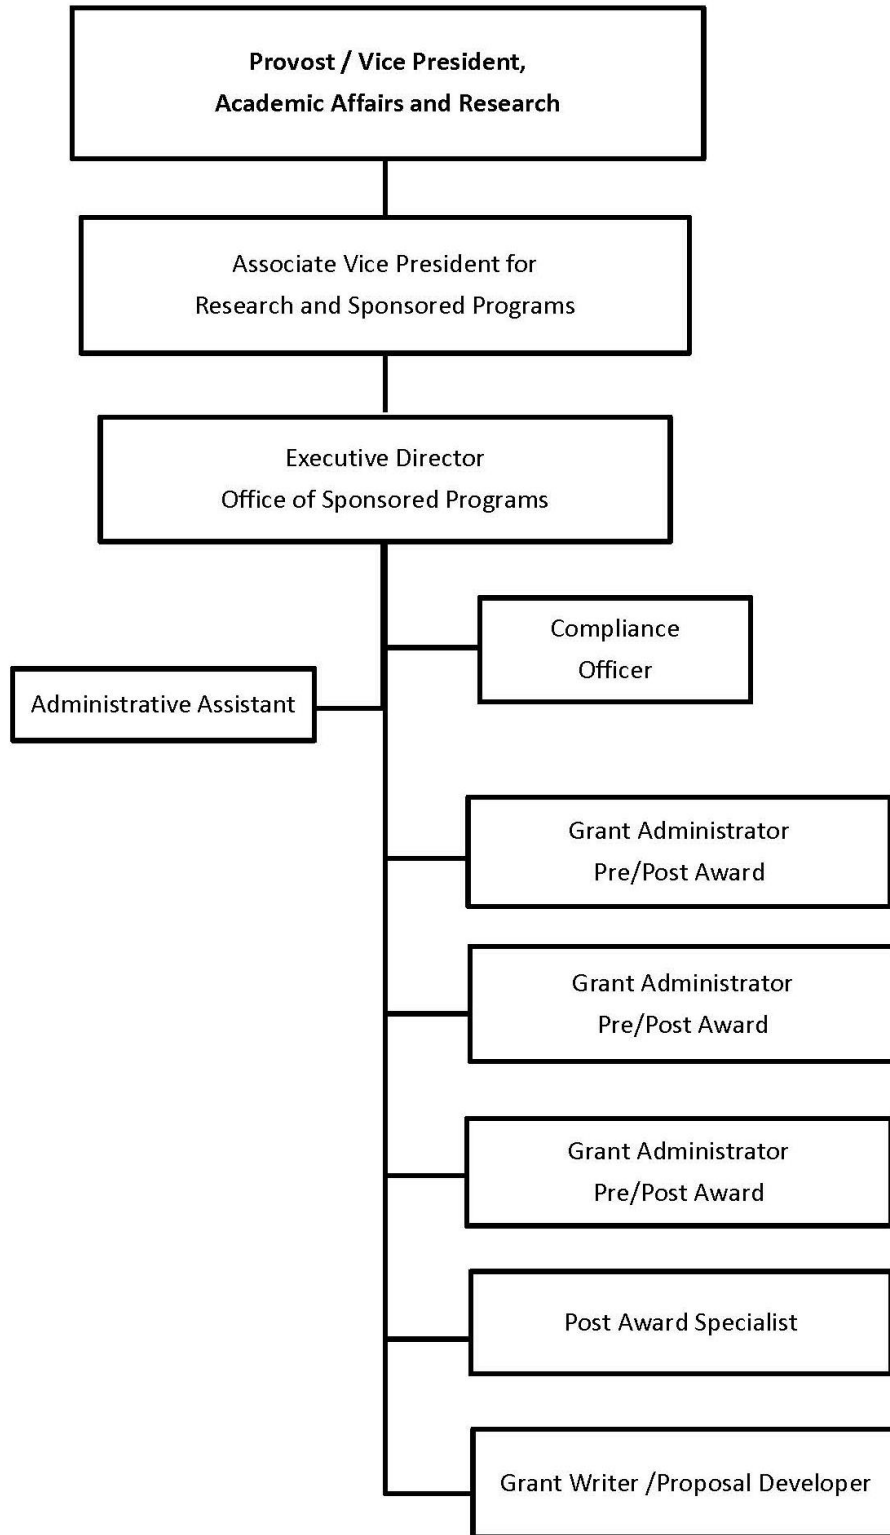 Provost / Vice President,
Academic Affairs and Research
Associate Vice President for
Research and Sponsored Programs
Executive Director
Office of Sponsored Programs
Compliance
Officer
Administrative Assistant
Grant Administrator
Pre/Post Award
Grant Administrator
Pre/Post Award
Grant Administrator
Pre/Post Award
Post Award Specialist
Grant Writer /Proposal Developer